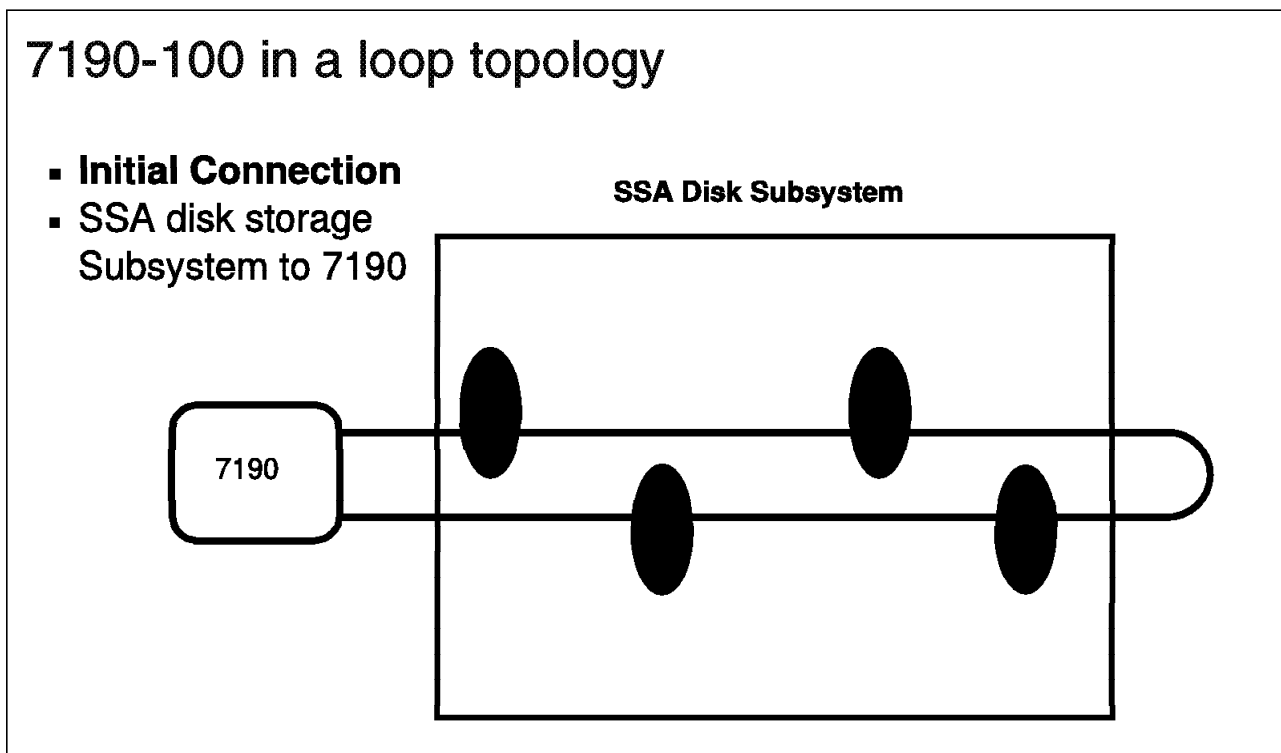 7190-100 in a loop topology
▪ Initial Connection
▪ SSA disk storage
Subsystem to 7190
SSA Disk Subsystem
7190